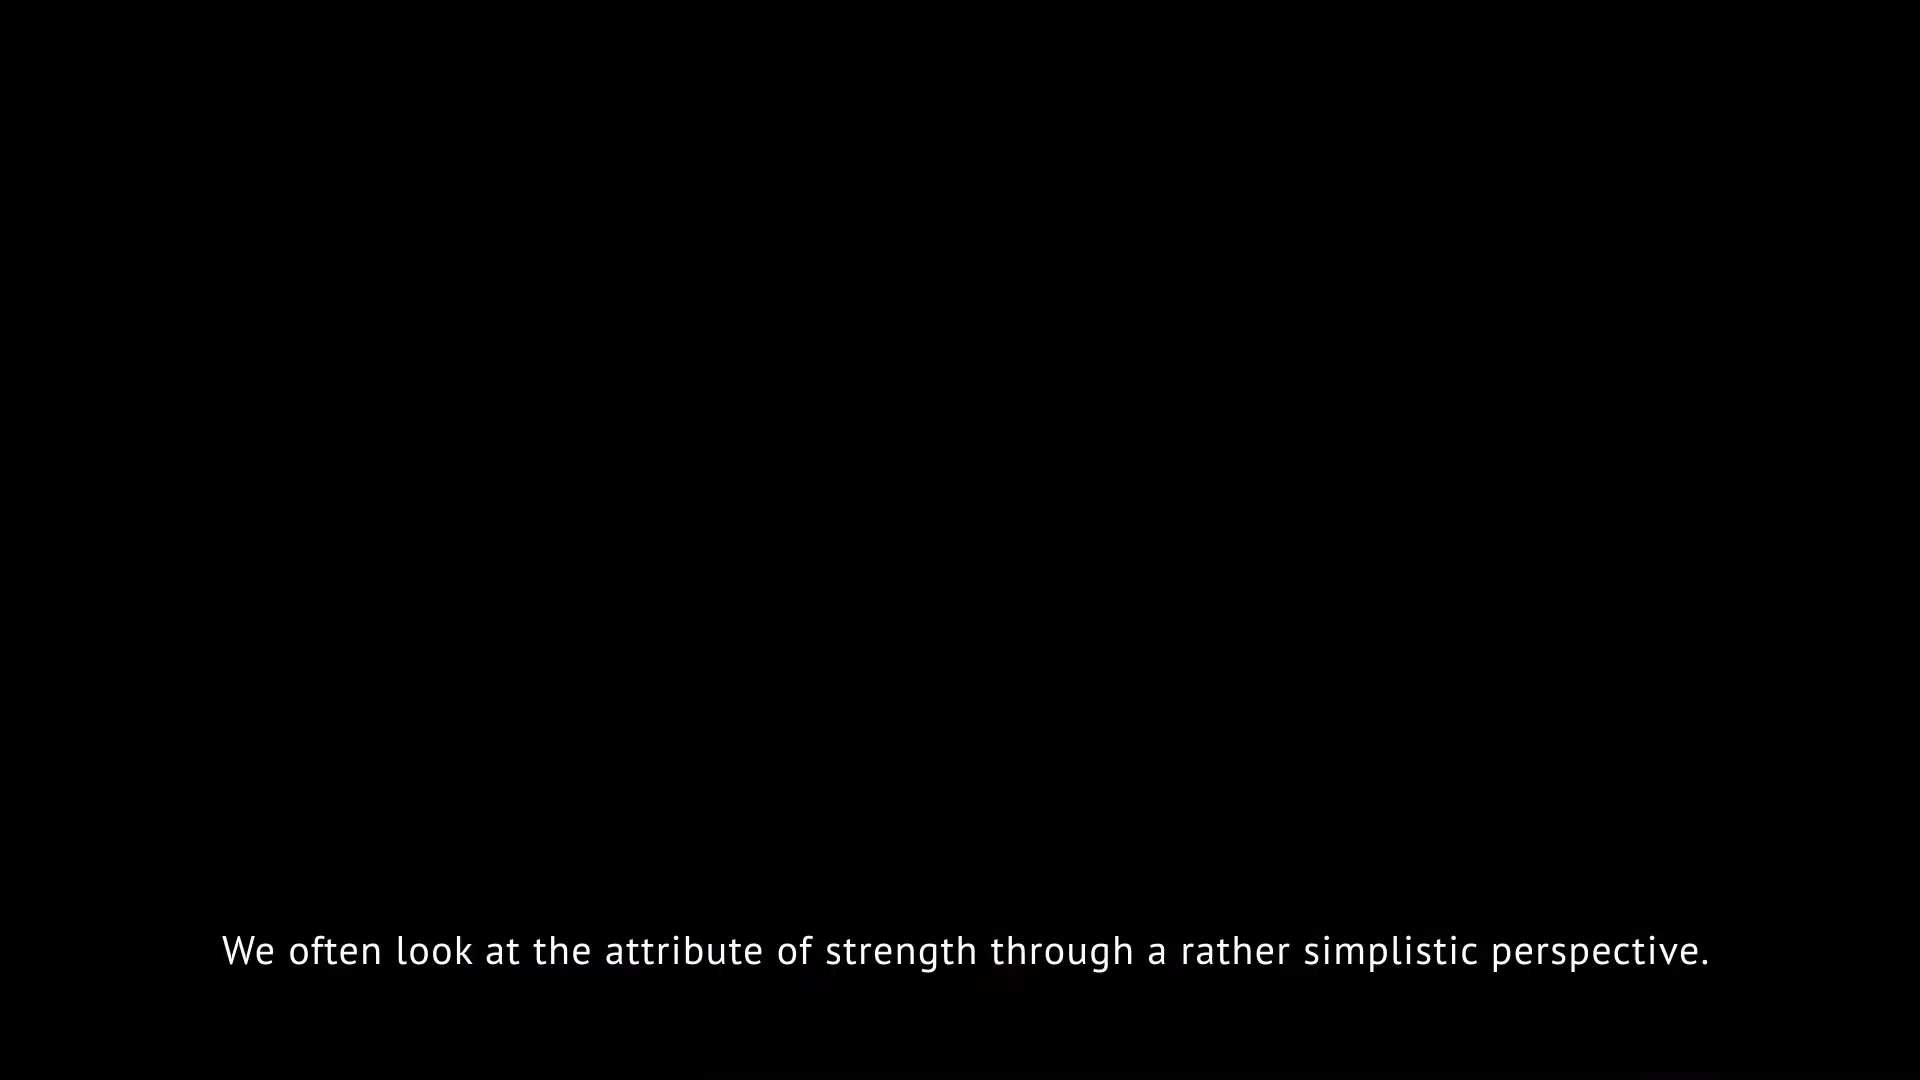 We often look at the attribute of strength through a rather simplistic perspective.